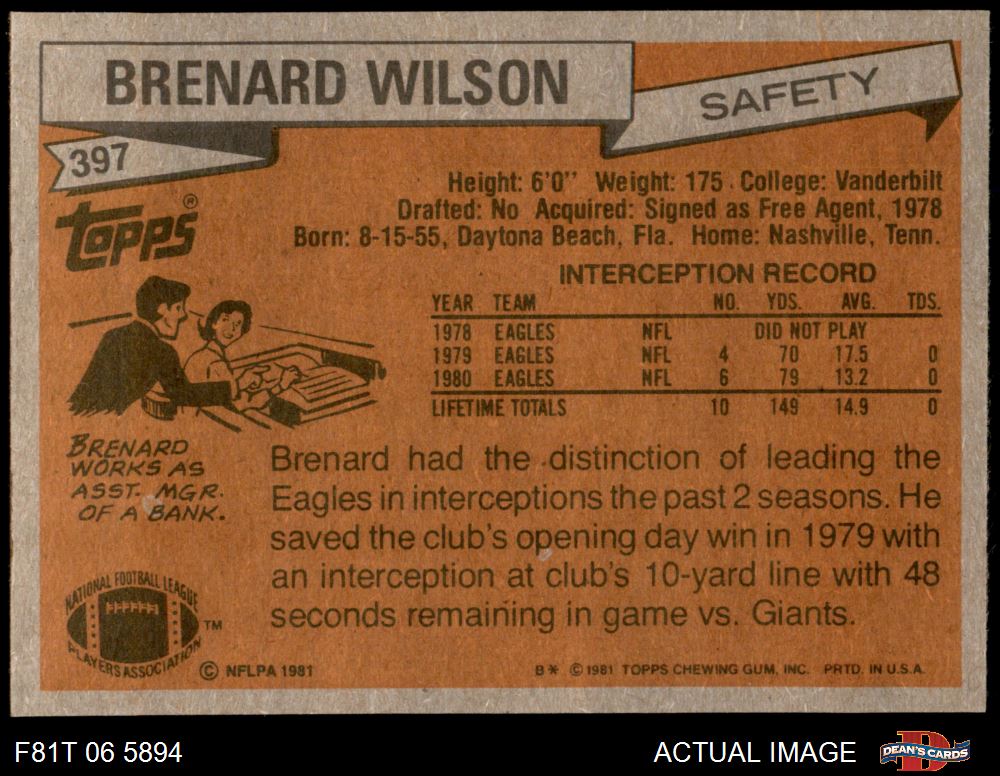 BRENARD WILSON
SAFETY
397
TOPPS®
Height: 6'0" Weight: 175 College: Vanderbilt
Drafted: No Acquired: Signed as Free Agent, 1978
Born: 8-15-55, Daytona Beach, Fla. Home: Nashville, Tenn.
INTERCEPTION RECORD
YEAR TEAM NO. YDS. AVG. TDS.
1978 EAGLES NFL DID NOT PLAY
1979 EAGLES NFL 4 70 17.5 0
1980 EAGLES NFL 6 79 13.2 0
LIFETIME TOTALS 10 149 14.9 0
BRENARD
WORKS AS
ASST. MGR.
OF A BANK.
Brenard had the distinction of leading the
Eagles in interceptions the past 2 seasons. He
saved the club's opening day win in 1979 with
an interception at club's 10-yard line with 48
seconds remaining in game vs. Giants.
NATIONAL FOOTBALL LEAGUE
PLAYERS ASSOCIATION
TM
© NFLPA 1981
B* © 1981 TOPPS CHEWING GUM, INC. PRTD. IN U.S.A.
F81T 06 5894
ACTUAL IMAGE
DEAN'S CARDS